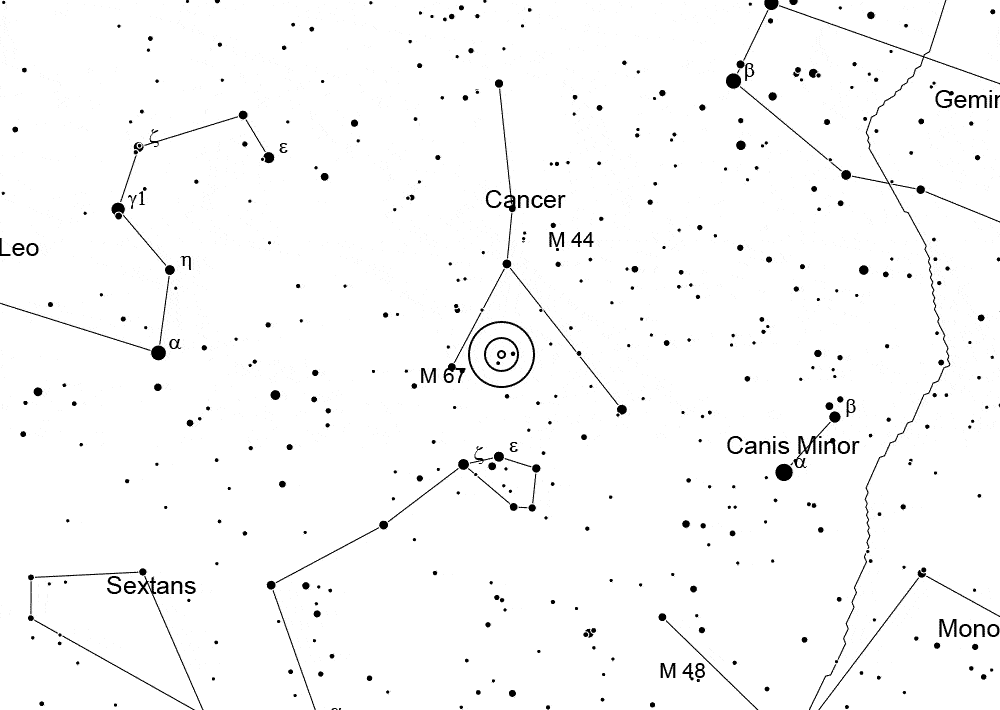 β
Gemin
ζ
ε
γ1
Cancer
M 44
Leo
η
α
M 67
β
Canis Minor
α
ζ
ε
Sextans
Mono
M 48
α